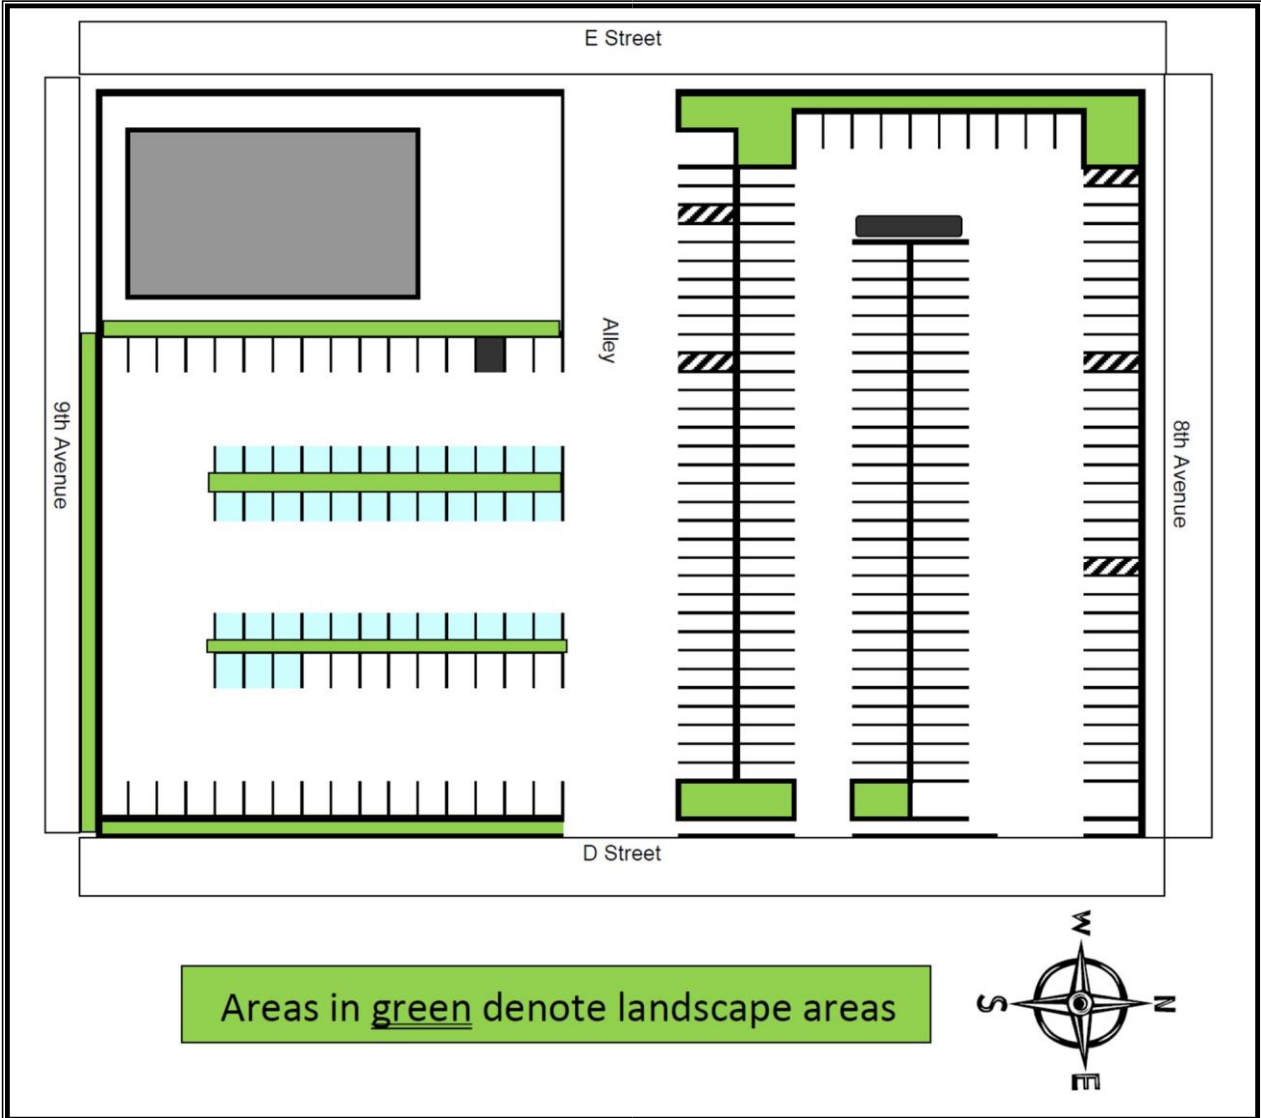 E Street
Alley
9th Avenue
8th Avenue
D Street
W
S
N
E
Areas in green denote landscape areas